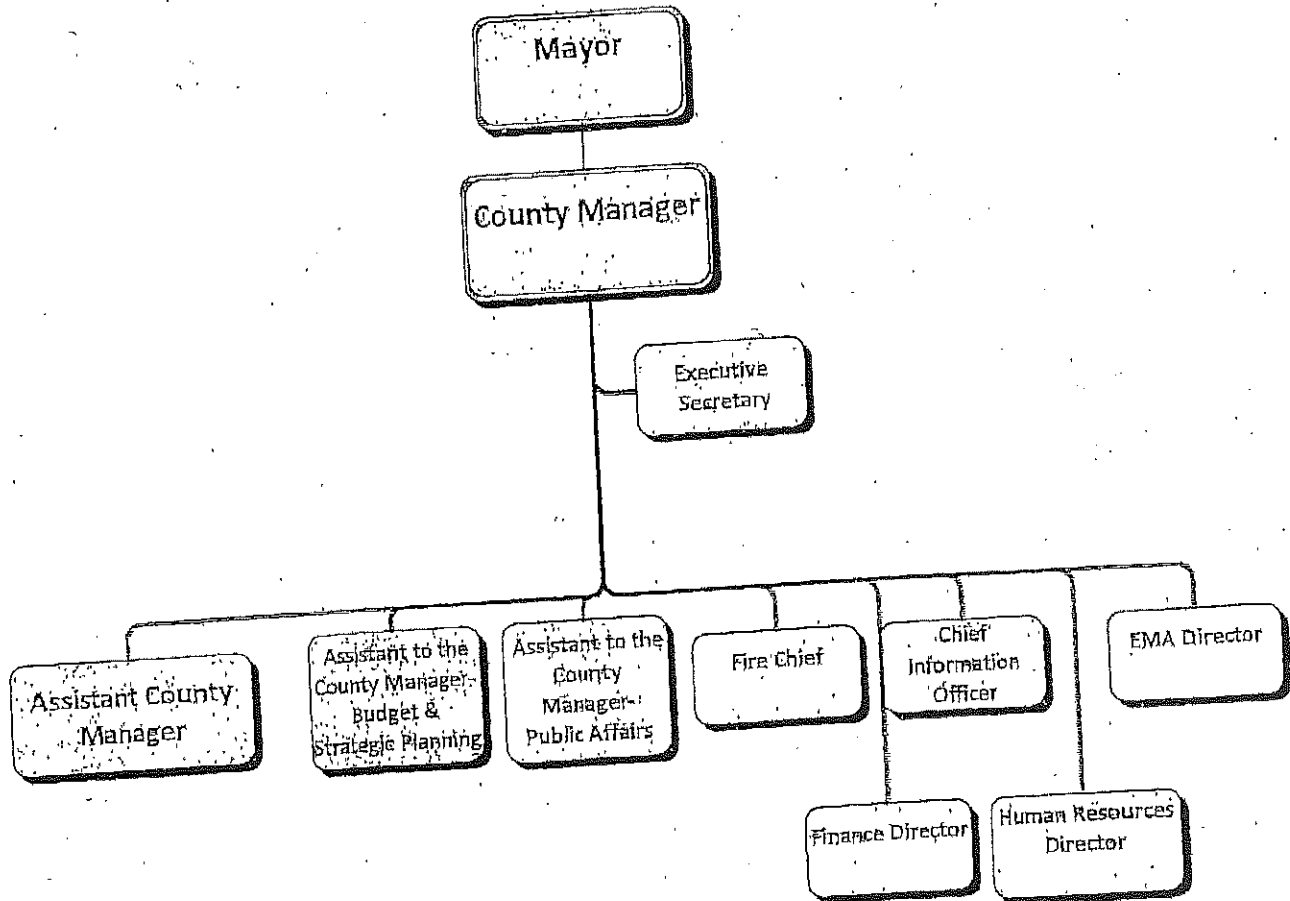 Mayor
County Manager
Executive
Secretary
Assistant County
Manager
Assistant to the
County Manager-
Budget &
Strategic Planning
Assistant to the
County
Manager-
Public Affairs
Fire Chief
Chief
Information
Officer
EMA Director
Finance Director
Human Resources
Director